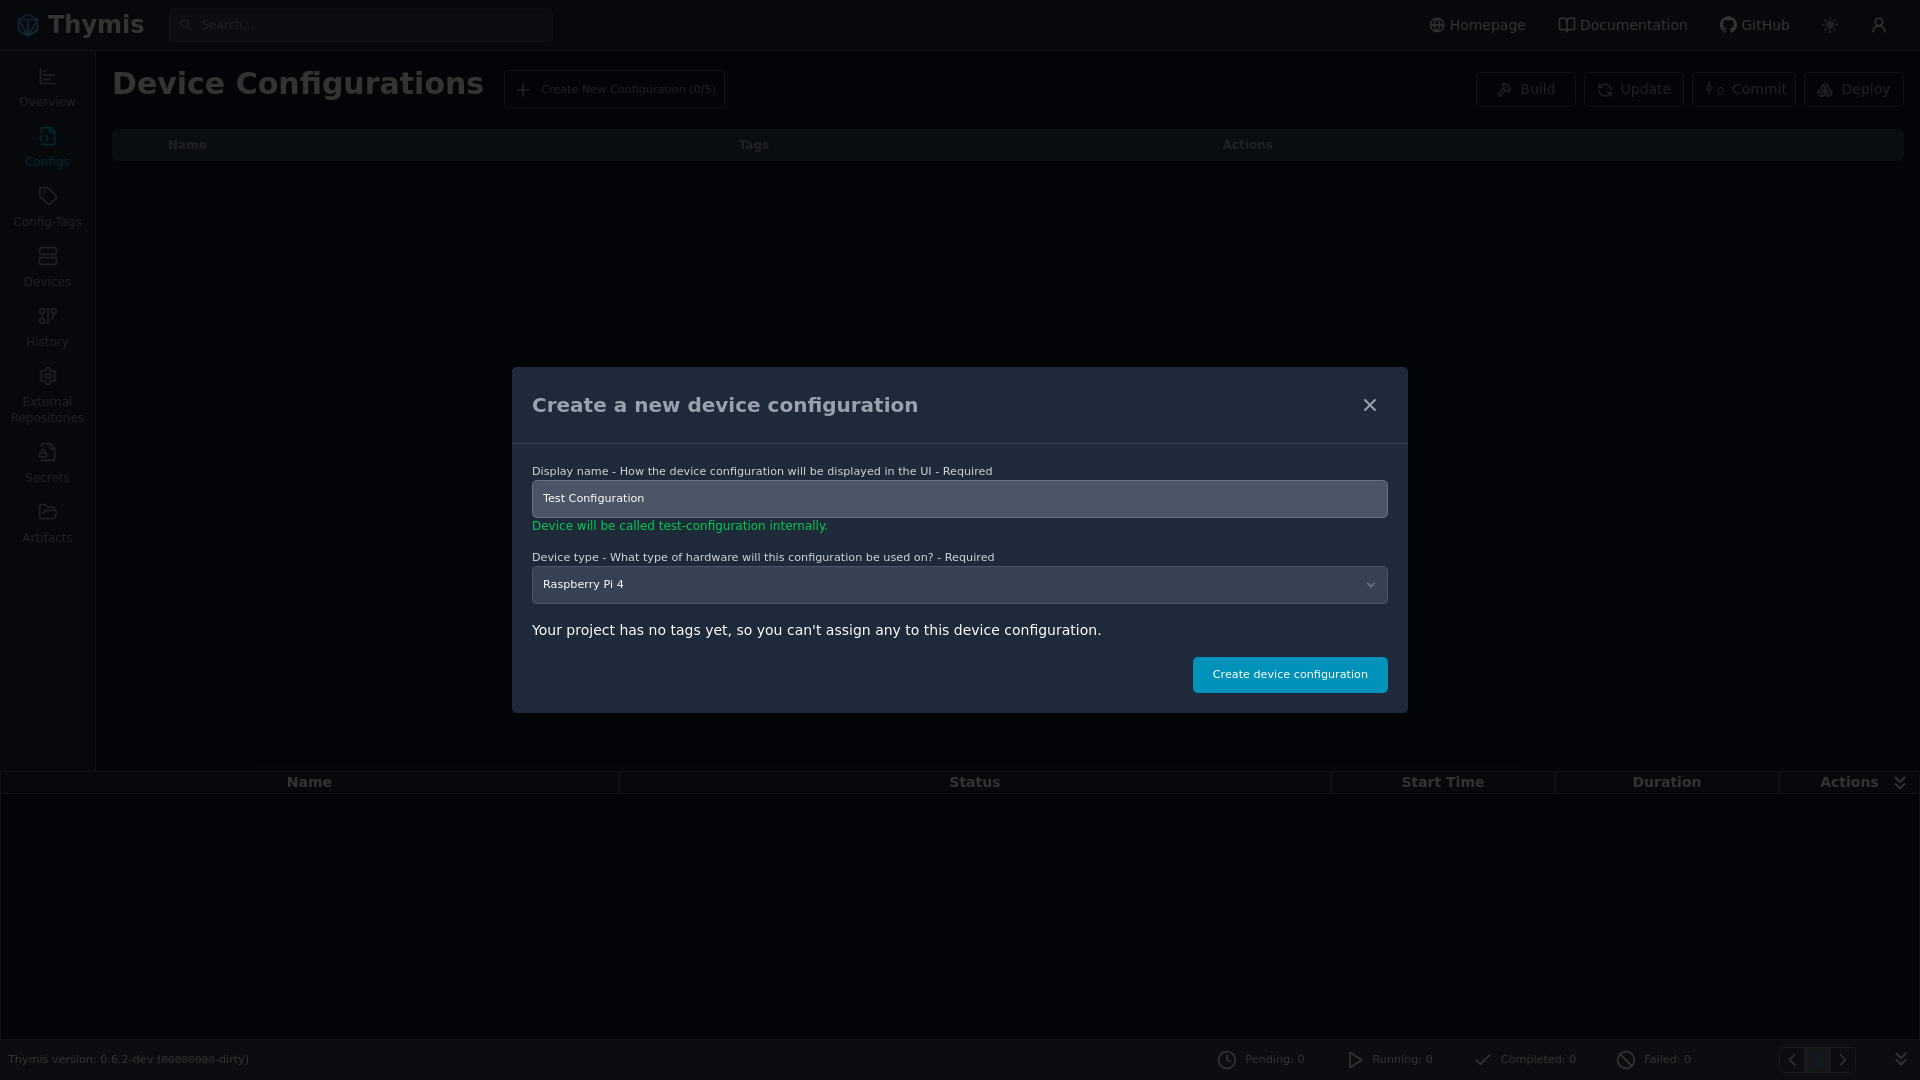 Thymis
Search...
Homepage
Documentation
GitHub
Overview
Configs
Config-Tags
Devices
History
External
Repositories
Secrets
Artifacts
Device Configurations
Create New Configuration (0/5)
Build
Update
0 Commit
Deploy
Name Tags Actions
Create a new device configuration
Display name - How the device configuration will be displayed in the UI - Required
Test Configuration
Device will be called test-configuration internally.
Device type - What type of hardware will this configuration be used on? - Required
Raspberry Pi 4
Your project has no tags yet, so you can't assign any to this device configuration.
Create device configuration
Name Status Start Time Duration Actions
Thymis version: 0.6.2-dev (00000000-dirty)
Pending: 0
Running: 0
Completed: 0
Failed: 0